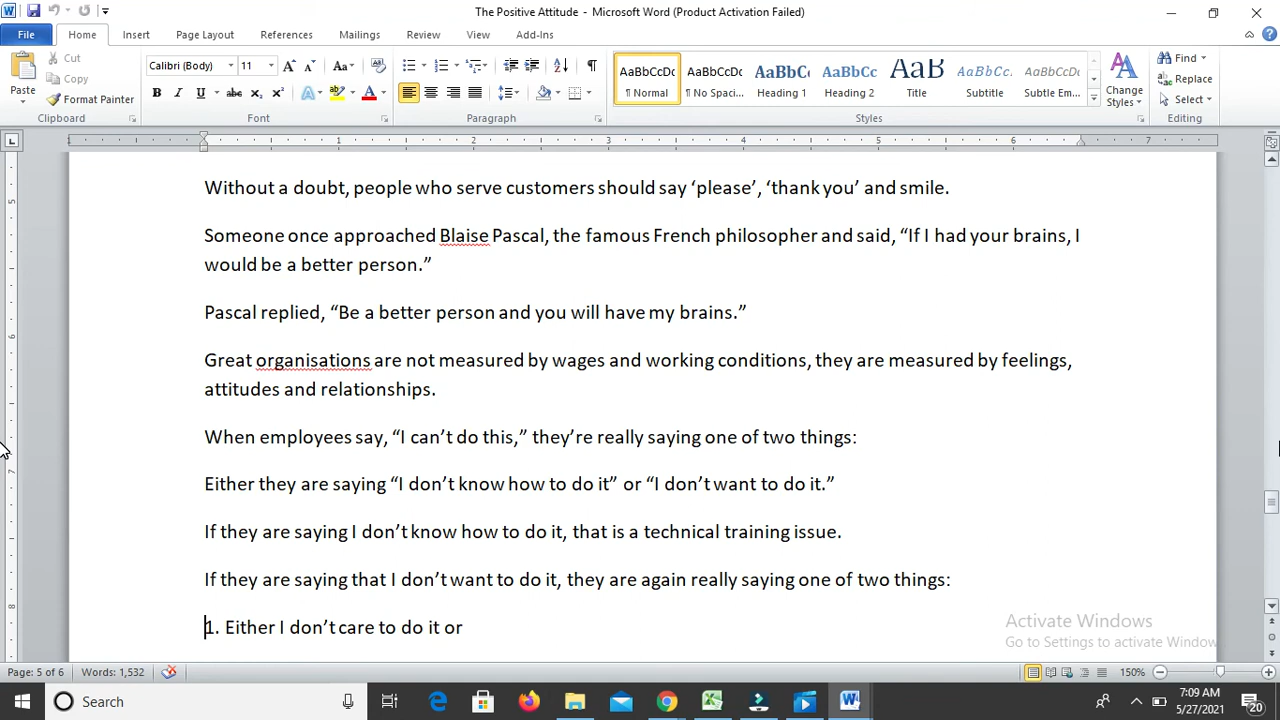 The Positive Attitude - Microsoft Word (Product Activation Failed)
File Home Insert Page Layout References Mailings Review View Add-Ins
Paste Cut Copy Format Painter Clipboard
Calibri (Body) 11 Font
Paragraph
AaBbCcDc ¶ Normal
AaBbCcDc ¶ No Spaci...
AaBbCc Heading 1
AaBbCc Heading 2
AaB Title
AaBbCcL Subtitle
AaBbCcDc Subtle Em...
Change Styles Styles
Find Replace Select Editing
1 1 2 3 4 5 6 7
Without a doubt, people who serve customers should say ‘please’, ‘thank you’ and smile.
Someone once approached Blaise Pascal, the famous French philosopher and said, “If I had your brains, I
would be a better person.”
Pascal replied, “Be a better person and you will have my brains.”
Great organisations are not measured by wages and working conditions, they are measured by feelings,
attitudes and relationships.
When employees say, “I can’t do this,” they’re really saying one of two things:
Either they are saying “I don’t know how to do it” or “I don’t want to do it.”
If they are saying I don’t know how to do it, that is a technical training issue.
If they are saying that I don’t want to do it, they are again really saying one of two things:
1. Either I don’t care to do it or
Activate Windows
Go to Settings to activate Window
Page: 5 of 6 Words: 1,532 150%
Search 7:09 AM
5/27/2021 20